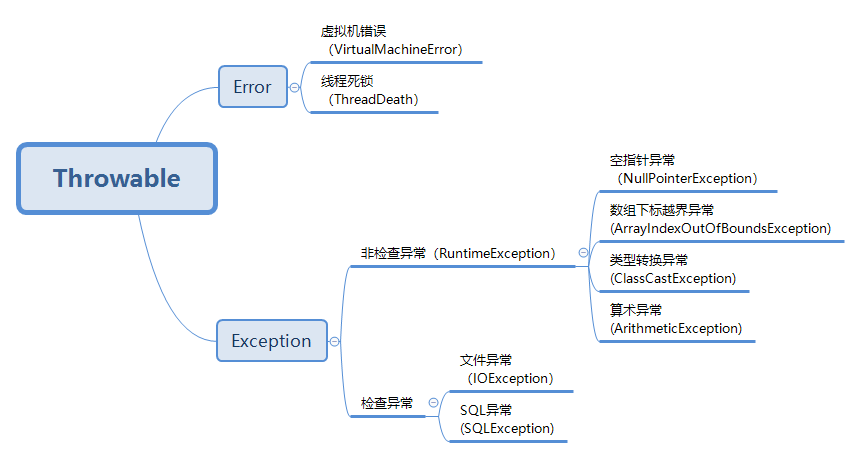 Throwable
Error
虚拟机错误
（VirtualMachineError）
线程死锁
（ThreadDeath）
Exception
非检查异常（RuntimeException）
空指针异常
（NullPointerException）
数组下标越界异常
(ArrayIndexOutOfBoundsException)
类型转换异常
(ClassCastException)
算术异常
(ArithmeticException)
检查异常
文件异常
（IOException）
SQL异常
(SQLException)